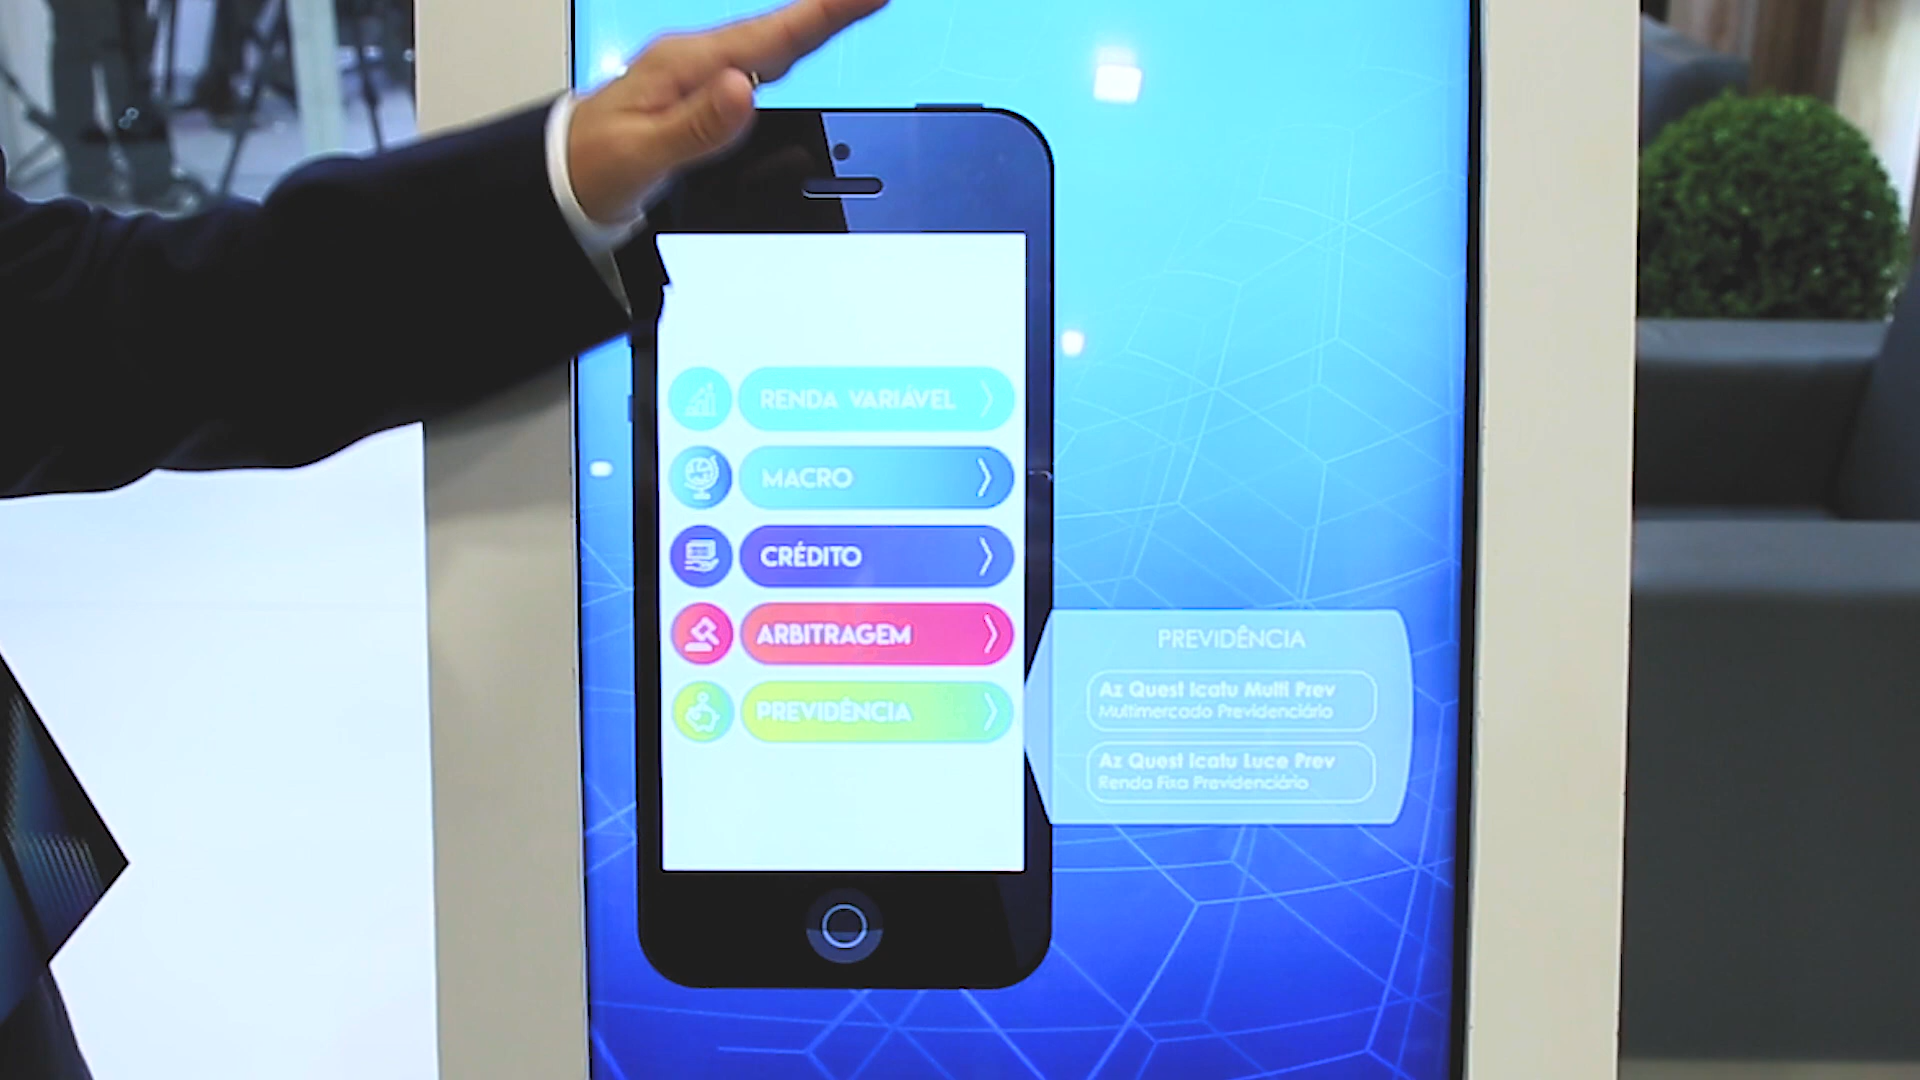 RENDA VARIÁVEL
MACRO
CRÉDITO
ARBITRAGEM
PREVIDÊNCIA
PREVIDÊNCIA
Az Quest Icatu Multi Prev
Multimercado Previdenciário
Az Quest Icatu Luce Prev
Renda Fixa Previdenciário